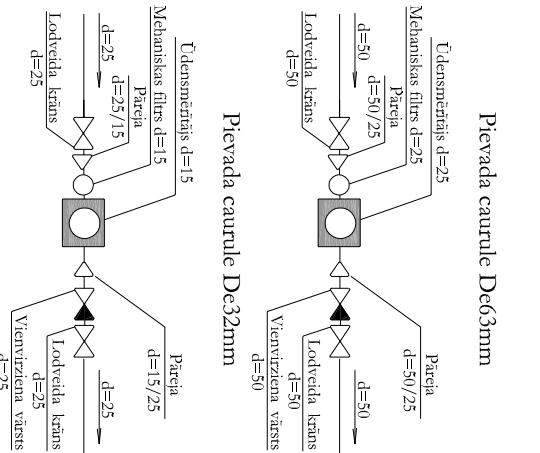 Pievada caurule De63mm
Ūdensmērītājs d=25
Mehaniskas filtrs d=25
Pāreja
d=50/25
d=50
Lodveida krāns
d=50
Pāreja
d=50/25
d=50
Lodveida krāns
d=50
Vienvirziena vārsts
d=50
Pievada caurule De32mm
Ūdensmērītājs d=15
Mehaniskas filtrs d=15
Pāreja
d=25/15
d=25
Lodveida krāns
d=25
Pāreja
d=15/25
d=25
Lodveida krāns
d=25
Vienvirziena vārsts
d=25